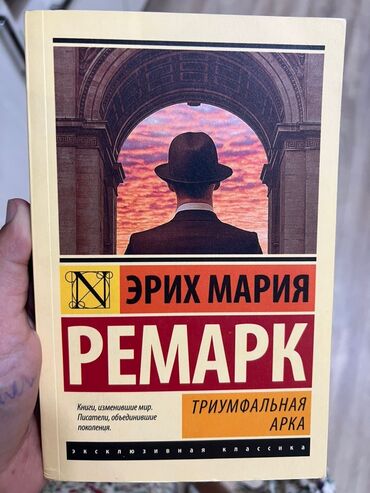 N
ЭРИХ МАРИЯ
РЕМАРК
Книги, изменившие мир.
Писатели, объединившие
поколения.
ТРИУМФАЛЬНАЯ
АРКА
эксклюзивная классика